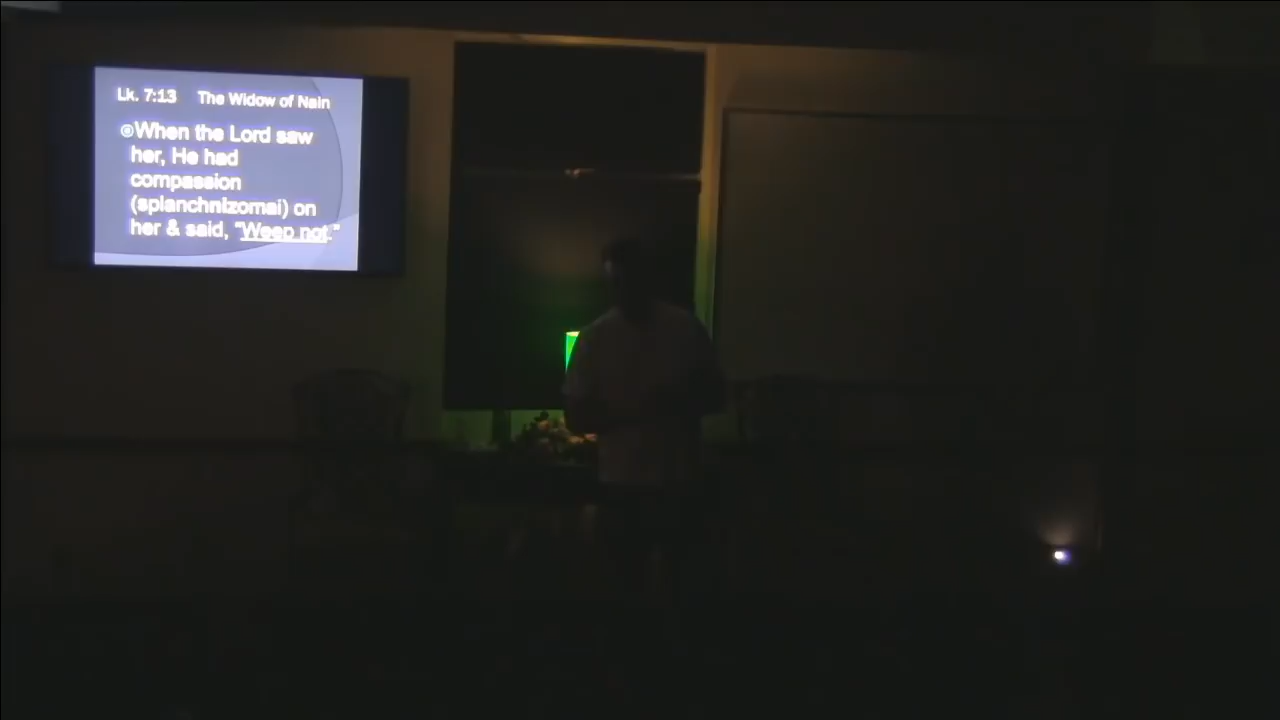 Lk. 7:13 The Widow of Nain
When the Lord saw
her, He had
compassion
(splanchnizomai) on
her & said, "Weep not."